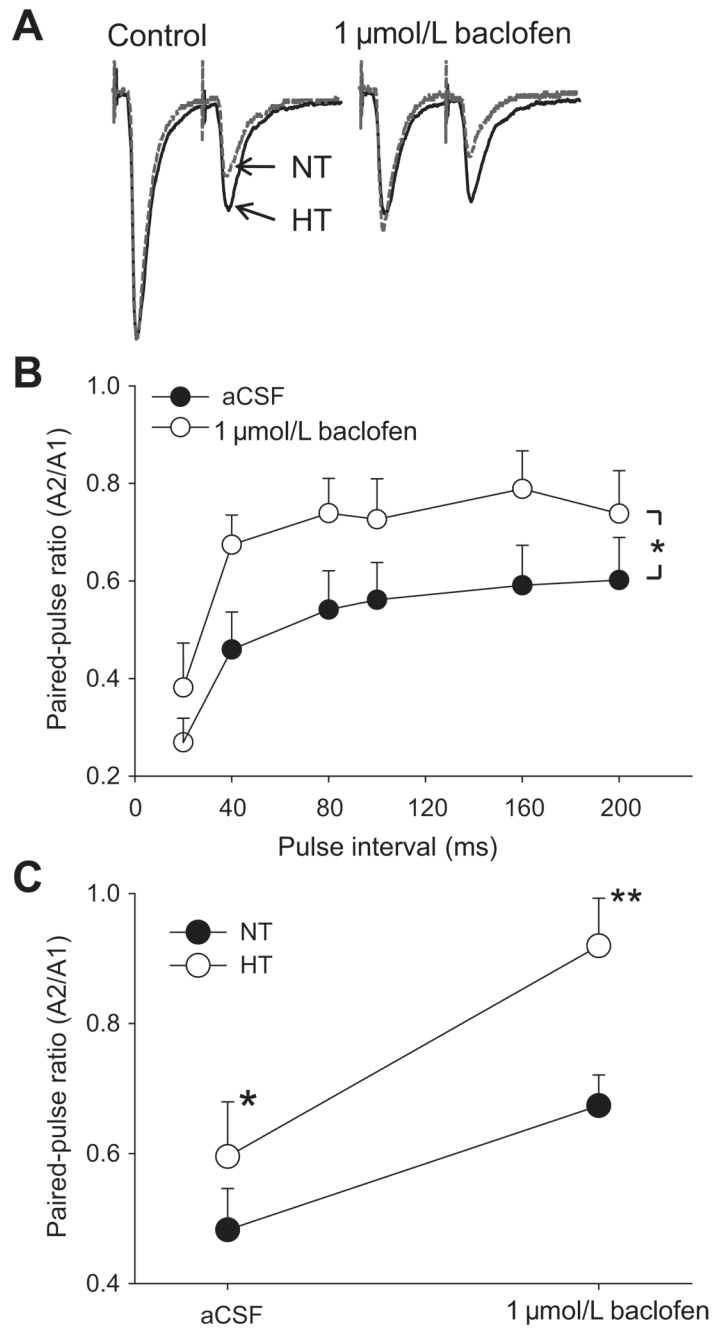 A
Control
1 µmol/L baclofen
NT
HT
B
1.0
0.8
0.6
0.4
0.2
Paired-pulse ratio (A2/A1)
aCSF
1 µmol/L baclofen
*
0 40 80 120 160 200
Pulse interval (ms)
C
1.0
0.8
0.6
0.4
Paired-pulse ratio (A2/A1)
NT
HT
*
**
aCSF
1 µmol/L baclofen